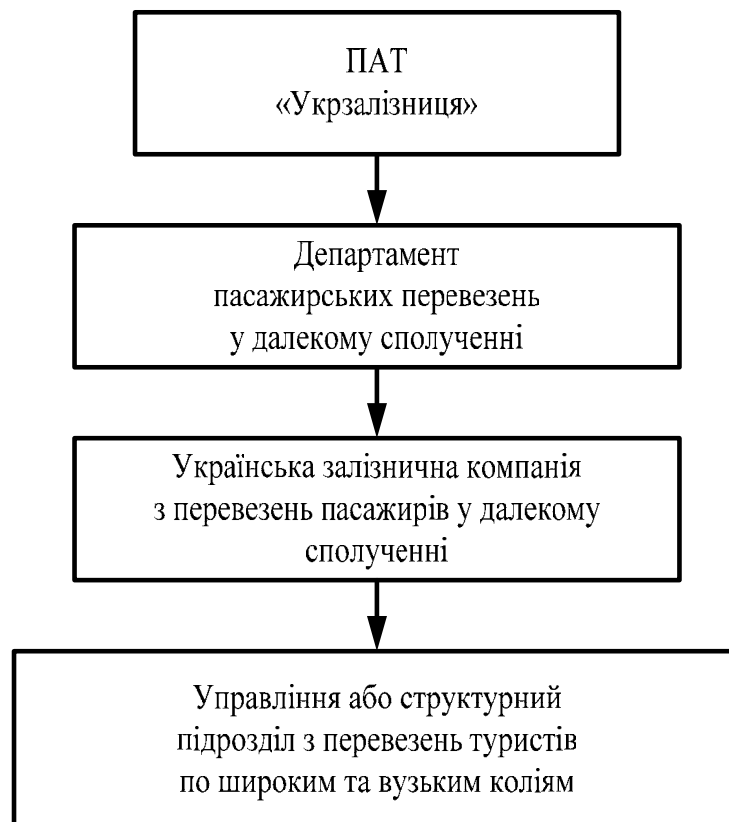 ПАТ
«Укрзалізниця»
Департамент
пасажирських перевезень
у далекому сполученні
Українська залізнична компанія
з перевезень пасажирів у далекому
сполученні
Управління або структурний
підрозділ з перевезень туристів
по широким та вузьким коліям